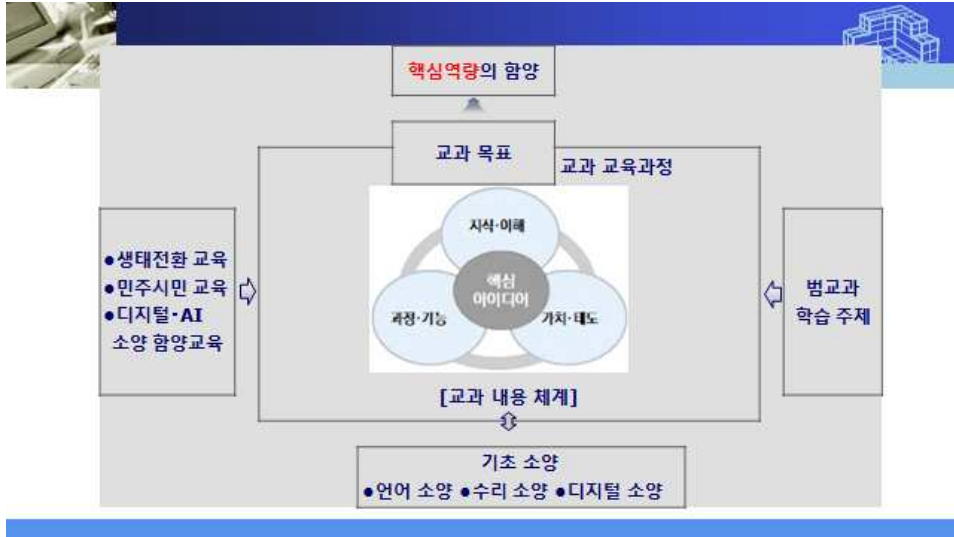 핵심역량의 함양
교과 목표
교과 교육과정
지식·이해
핵심
아이디어
과정·기능
가치·태도
●생태전환 교육
●민주시민 교육
●디지털·AI
소양 함양교육
범교과
학습 주제
[교과 내용 체계]
기초 소양
●언어 소양 ●수리 소양 ●디지털 소양